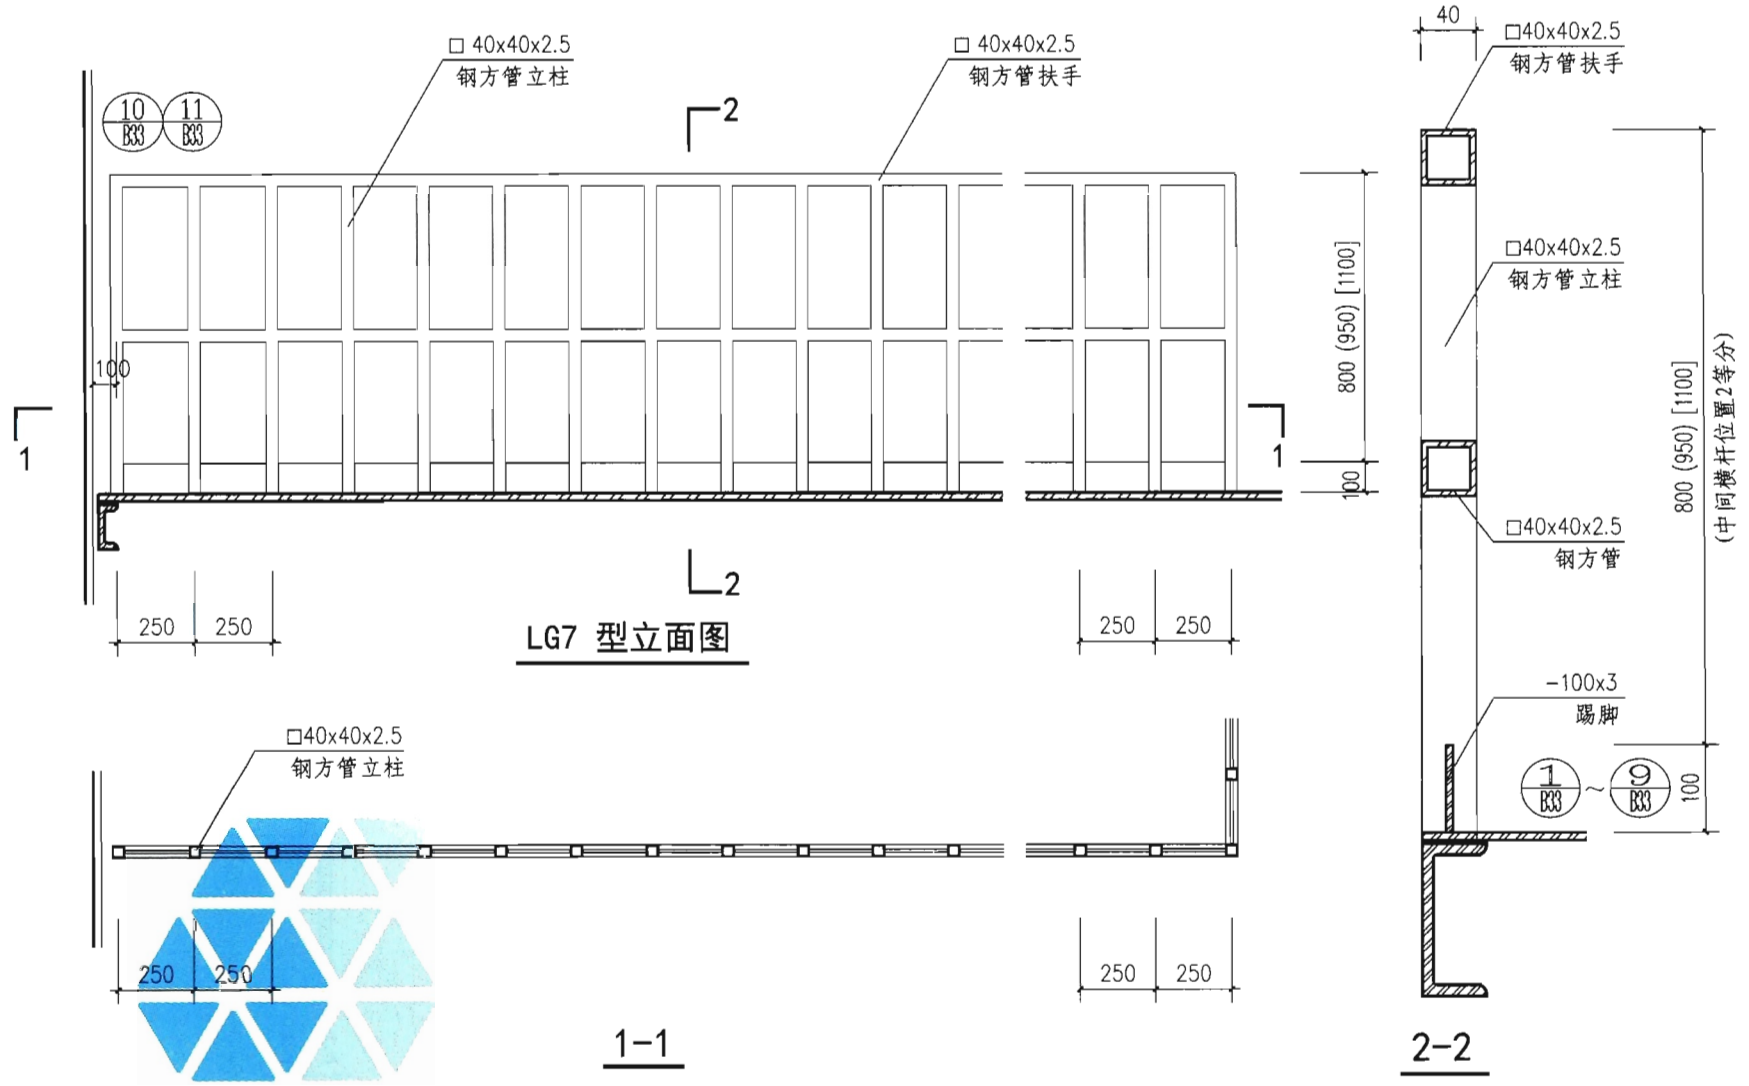 □ 40x40x2.5
钢方管立柱
□ 40x40x2.5
钢方管扶手
10
B33
11
B33
2
100
1
1
800 (950) [1100]
100
250
250
2
LG7 型立面图
250
250
□40x40x2.5
钢方管立柱
250
250
250
250
1-1
40
□40x40x2.5
钢方管扶手
□40x40x2.5
钢方管立柱
800 (950) [1100]
(中间横杆位置2等分)
□40x40x2.5
钢方管
-100x3
踢脚
1
B33
~
9
B33
100
2-2